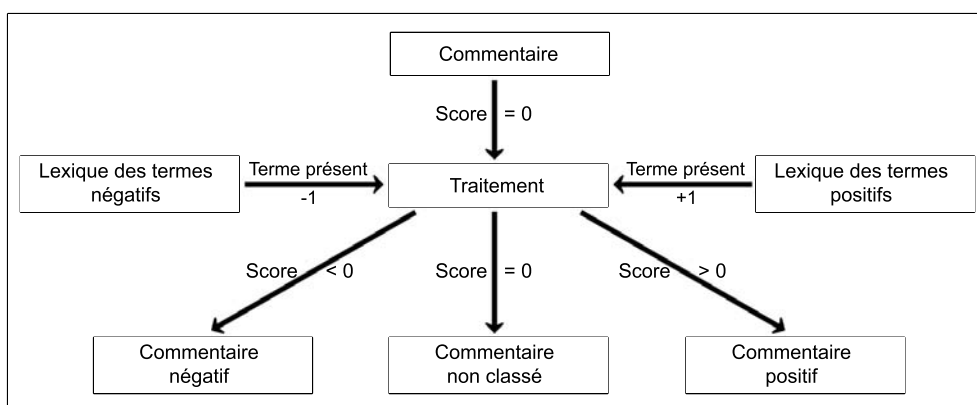 Commentaire
Score = 0
Lexique des termes
négatifs
Terme présent
-1
Traitement
Terme présent
+1
Lexique des termes
positifs
Score < 0
Score = 0
Score > 0
Commentaire
négatif
Commentaire
non classé
Commentaire
positif